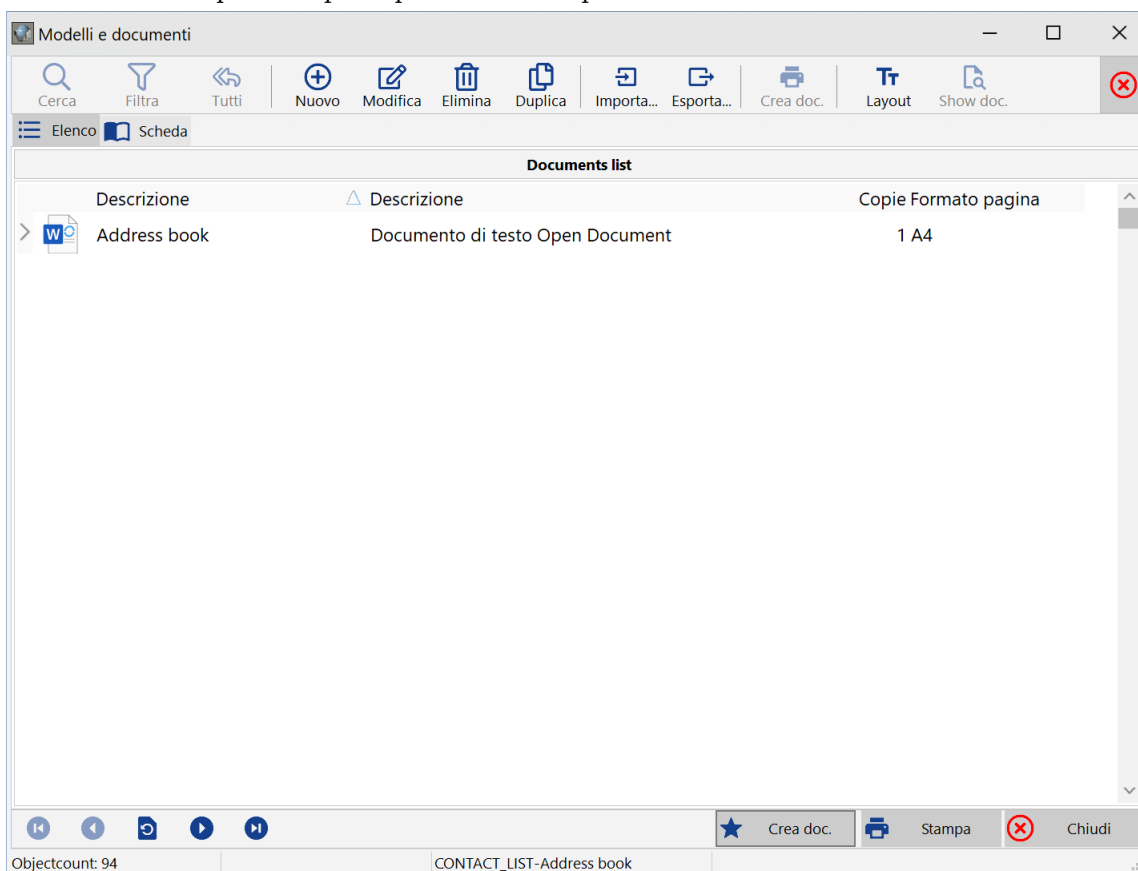 Modelli e documenti
Cerca Filtra Tutti Nuovo Modifica Elimina Duplica Importa... Esporta... Crea doc. Layout Show doc.
Elenco Scheda
Documents list
Descrizione Descrizione Copie Formato pagina
Address book Documento di testo Open Document 1 A4
Crea doc. Stampa Chiudi
Objectcount: 94 CONTACT_LIST-Address book